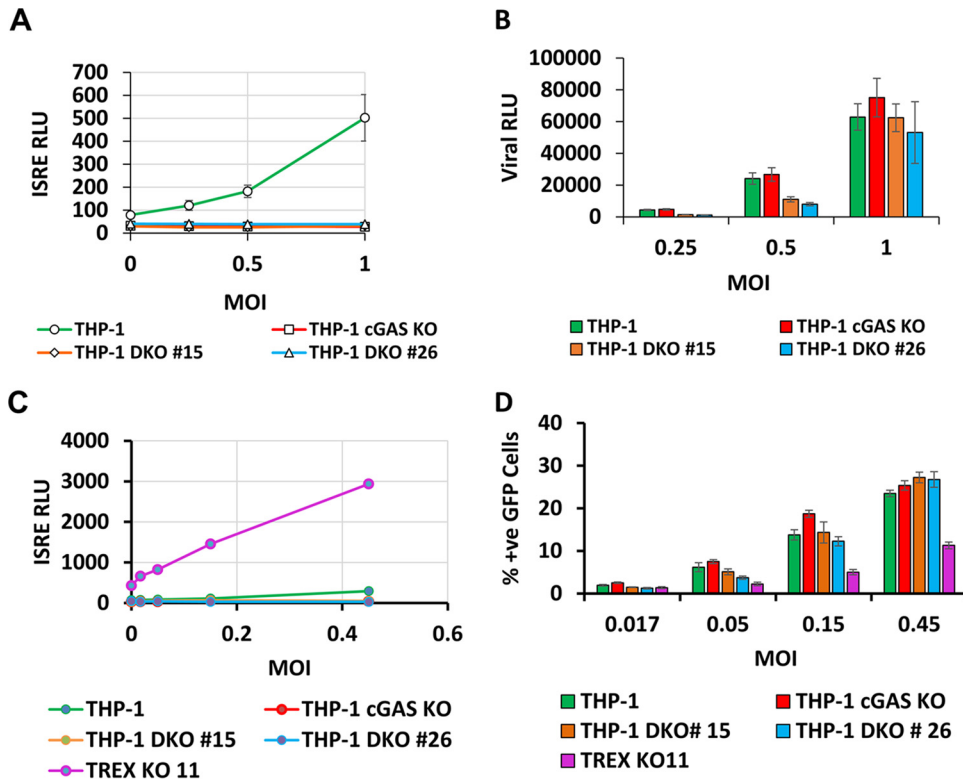 A
ISRE RLU
700
600
500
400
300
200
100
0
0 0.5 1
MOI
THP-1 THP-1 cGAS KO
THP-1 DKO #15 THP-1 DKO #26
B
Viral RLU
100000
80000
60000
40000
20000
0
0.25 0.5 1
MOI
THP-1 THP-1 cGAS KO
THP-1 DKO #15 THP-1 DKO #26
C
ISRE RLU
4000
3000
2000
1000
0
0 0.2 0.4 0.6
MOI
THP-1 THP-1 cGAS KO
THP-1 DKO #15 THP-1 DKO #26
TREX KO 11
D
% +ve GFP Cells
40
30
20
10
0
0.017 0.05 0.15 0.45
MOI
THP-1 THP-1 cGAS KO
THP-1 DKO# 15 THP-1 DKO # 26
TREX KO11